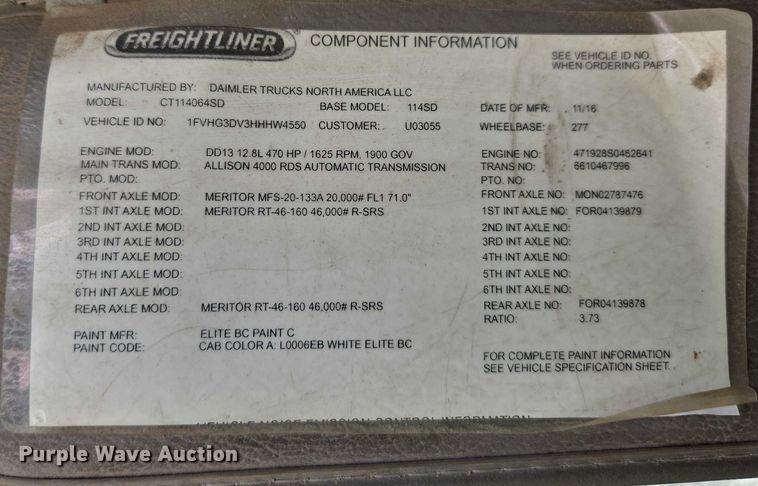 FREIGHTLINER COMPONENT INFORMATION
SEE VEHICLE ID NO.
WHEN ORDERING PARTS
MANUFACTURED BY: DAIMLER TRUCKS NORTH AMERICA LLC
MODEL: CT114064SD BASE MODEL: 114SD DATE OF MFR: 11/16
VEHICLE ID NO: 1FVHG3DV3HHHW4550 CUSTOMER: U03055 WHEELBASE: 277
ENGINE MOD: DD13 12.8L 470 HP / 1625 RPM, 1900 GOV ENGINE NO: 471928S0452641
MAIN TRANS MOD: ALLISON 4000 RDS AUTOMATIC TRANSMISSION TRANS NO: 6610467996
PTO. MOD: PTO. NO:
FRONT AXLE MOD: MERITOR MFS-20-133A 20,000# FL1 71.0" FRONT AXLE NO: MON02787476
1ST INT AXLE MOD: MERITOR RT-46-160 46,000# R-SRS 1ST INT AXLE NO: FOR04139879
2ND INT AXLE MOD: 2ND INT AXLE NO:
3RD INT AXLE MOD: 3RD INT AXLE NO:
4TH INT AXLE MOD: 4TH INT AXLE NO:
5TH INT AXLE MOD: 5TH INT AXLE NO:
6TH INT AXLE MOD: 6TH INT AXLE NO:
REAR AXLE MOD: MERITOR RT-46-160 46,000# R-SRS REAR AXLE NO: FOR04139878
RATIO: 3.73
PAINT MFR: ELITE BC PAINT C
PAINT CODE: CAB COLOR A: L0006EB WHITE ELITE BC
FOR COMPLETE PAINT INFORMATION
SEE VEHICLE SPECIFICATION SHEET.
VEHICLE NOISE EMISSION CONTROL INFORMATION
Purple Wave Auction